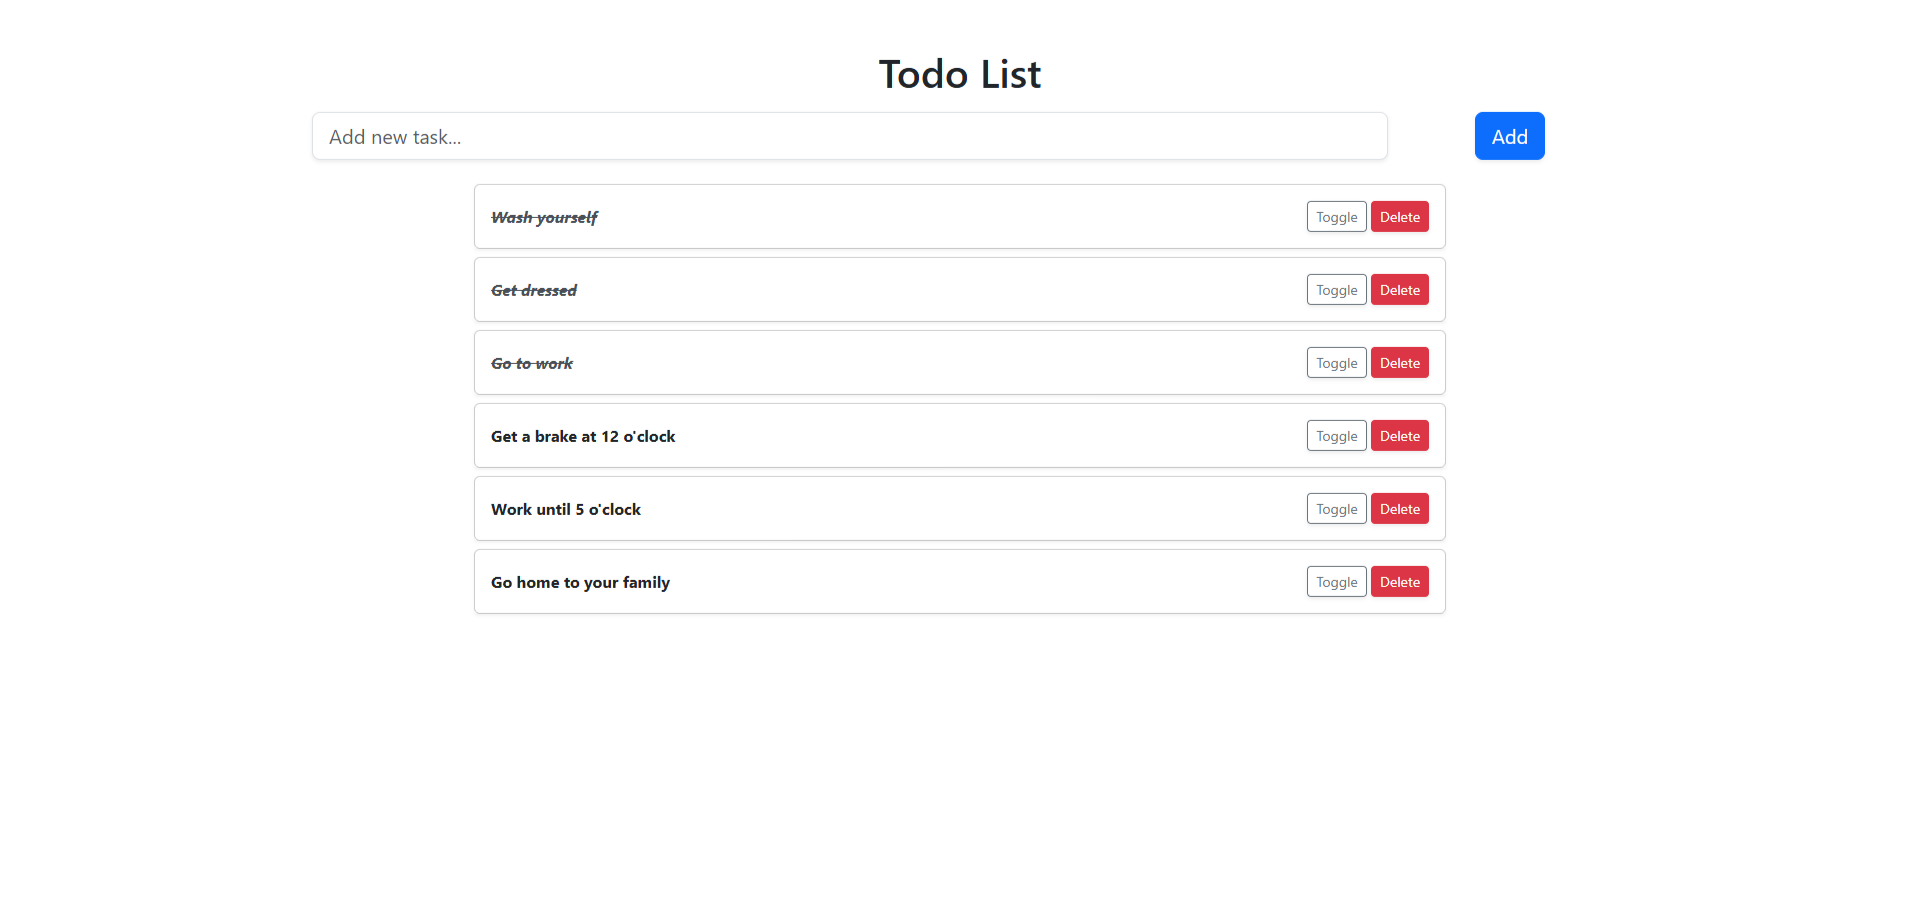 Todo List
Add new task... Add
Wash yourself Toggle Delete
Get dressed Toggle Delete
Go to work Toggle Delete
Get a brake at 12 o'clock Toggle Delete
Work until 5 o'clock Toggle Delete
Go home to your family Toggle Delete